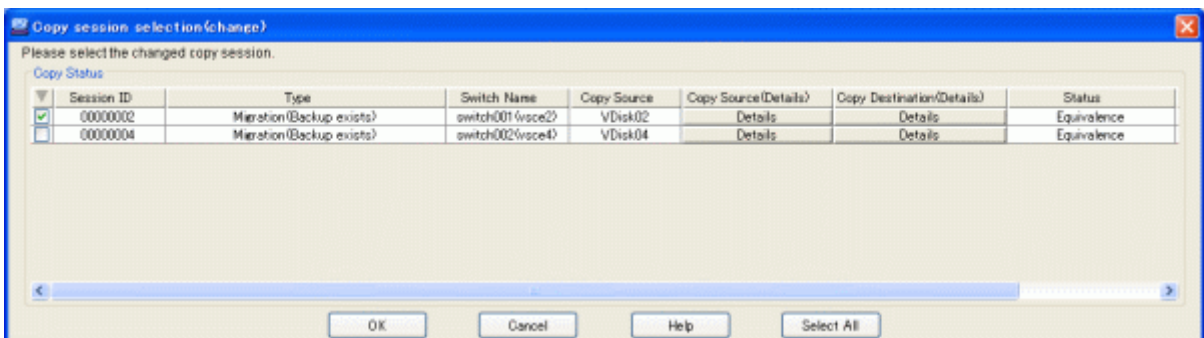 Copy session selection(change)
Please select the changed copy session.
Copy Status
Session ID Type Switch Name Copy Source Copy Source(Details) Copy Destination(Details) Status
00000002 Migration(Backup exists) switch001(vsce2) VDisk02 Details Details Equivalence
00000004 Migration(Backup exists) switch002(vsce4) VDisk04 Details Details Equivalence
OK Cancel Help Select All